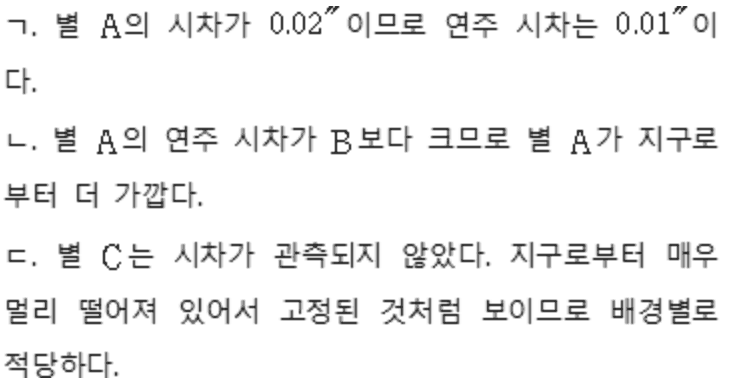 ㄱ. 별 A의 시차가 0.02″이므로 연주 시차는 0.01″이
다.
ㄴ. 별 A의 연주 시차가 B보다 크므로 별 A가 지구로
부터 더 가깝다.
ㄷ. 별 C는 시차가 관측되지 않았다. 지구로부터 매우
멀리 떨어져 있어서 고정된 것처럼 보이므로 배경별로
적당하다.